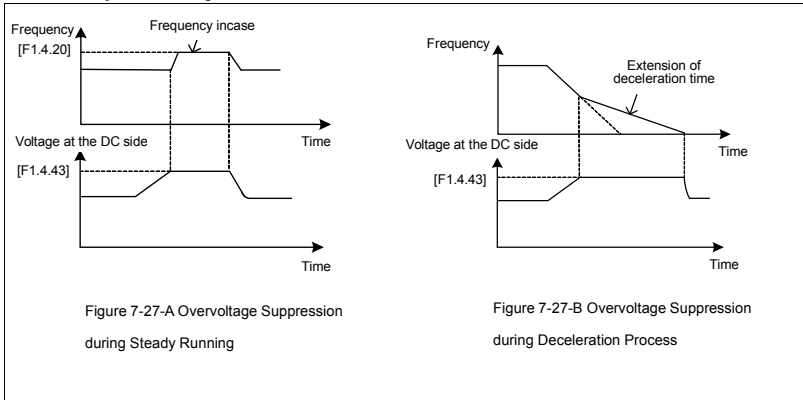 Frequency
Frequency incase
[F1.4.20]
Time
Voltage at the DC side
[F1.4.43]
Time
Figure 7-27-A Overvoltage Suppression
during Steady Running
Frequency
Extension of
deceleration time
Time
Voltage at the DC side
[F1.4.43]
Time
Figure 7-27-B Overvoltage Suppression
during Deceleration Process